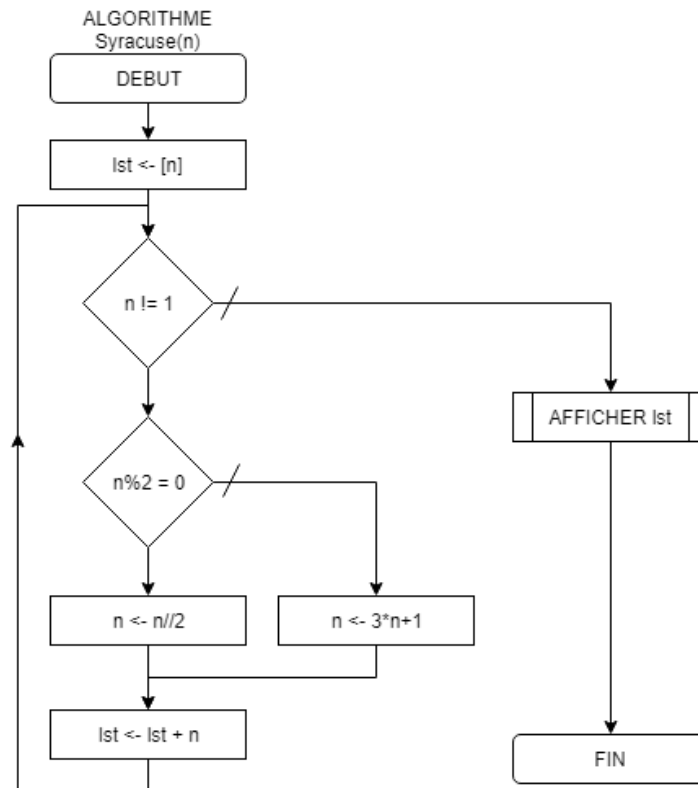 ALGORITHME
Syracuse(n)
DEBUT
lst <- [n]
n != 1
AFFICHER lst
n%2 = 0
n <- n//2
n <- 3*n+1
lst <- lst + n
FIN